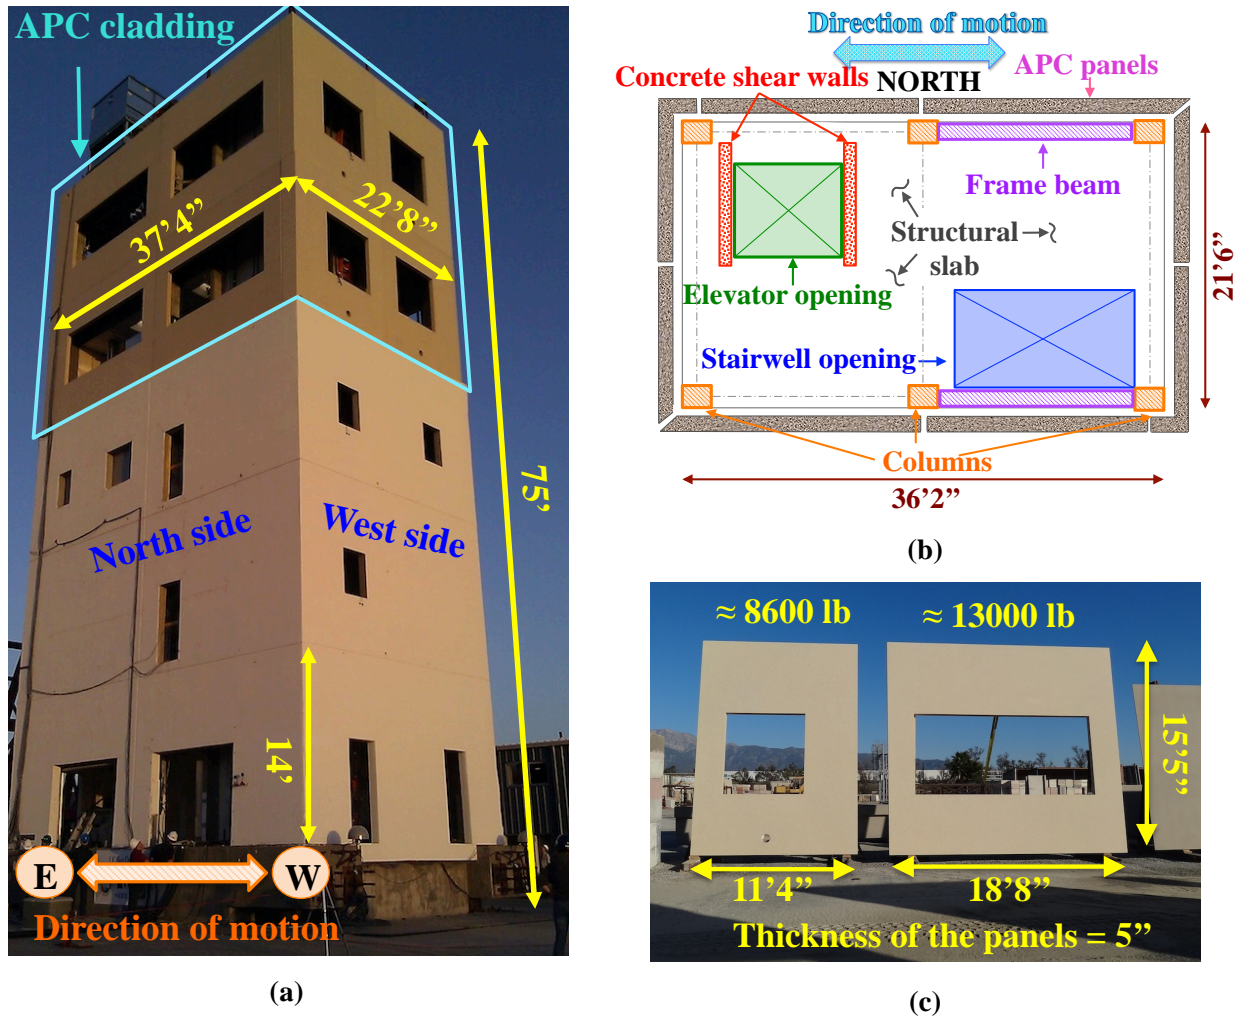 APC cladding
37’4”
22’8”
75’
North side
West side
14’
E
W
Direction of motion
(a)
Direction of motion
NORTH
Concrete shear walls
APC panels
Frame beam
Structural
slab
Elevator opening
Stairwell opening
21’6”
Columns
36’2”
(b)
≈ 8600 lb
≈ 13000 lb
15’5”
11’4”
18’8”
Thickness of the panels = 5”
(c)